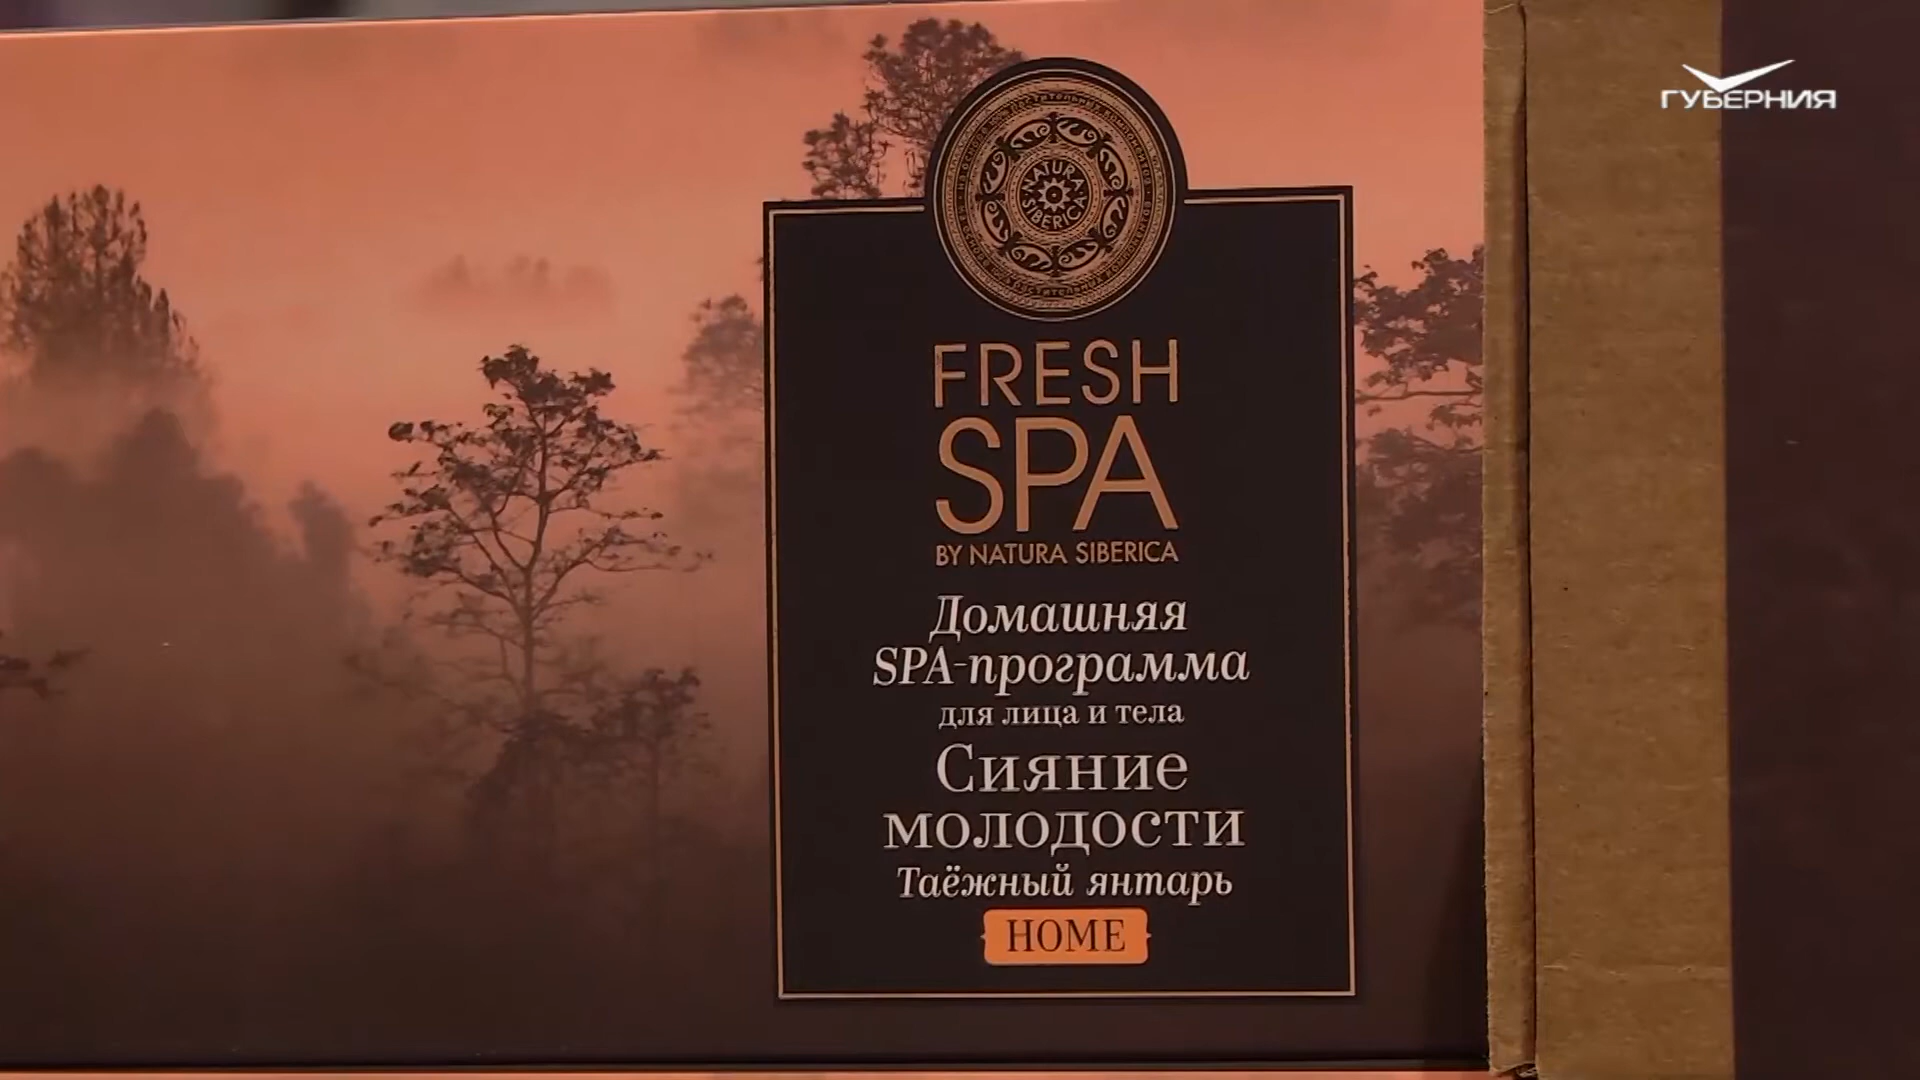 ГУБЕРНИЯ
NATURA
SIBERICA
FRESH
SPA
BY NATURA SIBERICA
Домашняя
SPA-программа
для лица и тела
Сияние
молодости
Таёжный янтарь
HOME